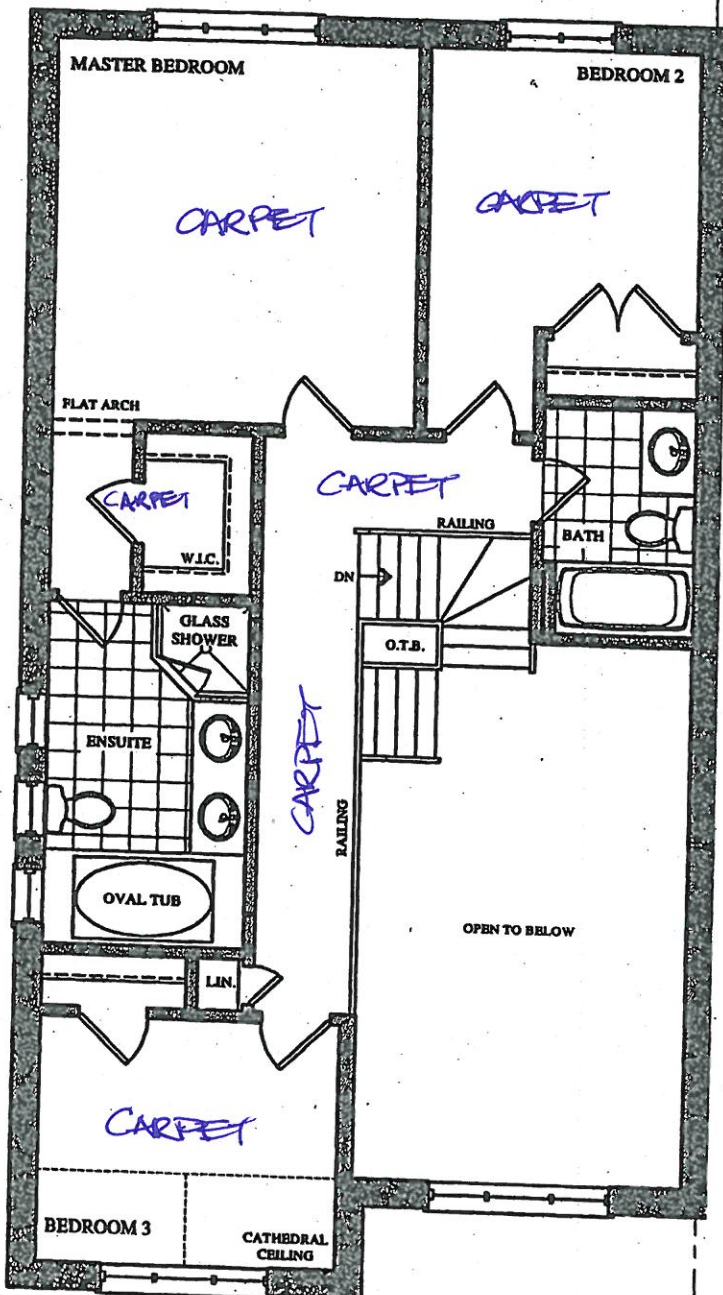 MASTER BEDROOM
BEDROOM 2
CARPET
CARPET
FLAT ARCH
CARPET
CARPET
W.I.C.
RAILING
BATH
DN
GLASS
SHOWER
O.T.B.
ENSUITE
CARPET
RAILING
OVAL TUB
OPEN TO BELOW
LIN.
CARPET
BEDROOM 3
CATHEDRAL
CEILING